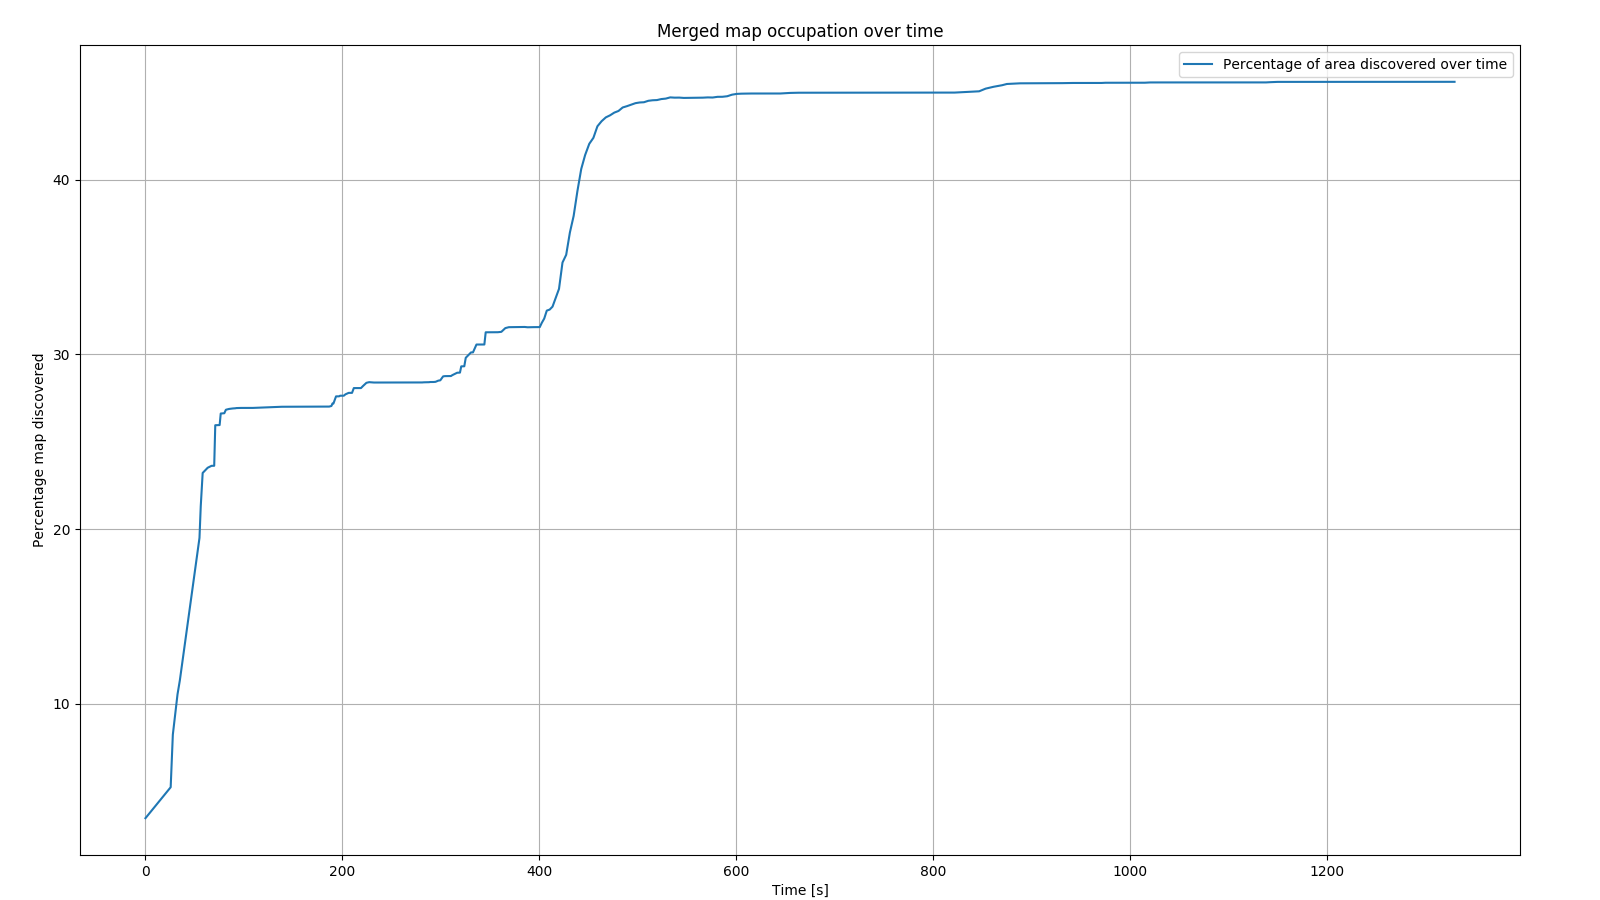 Merged map occupation over time
Percentage of area discovered over time
Percentage map discovered
40
30
20
10
0 200 400 600 800 1000 1200
Time [s]